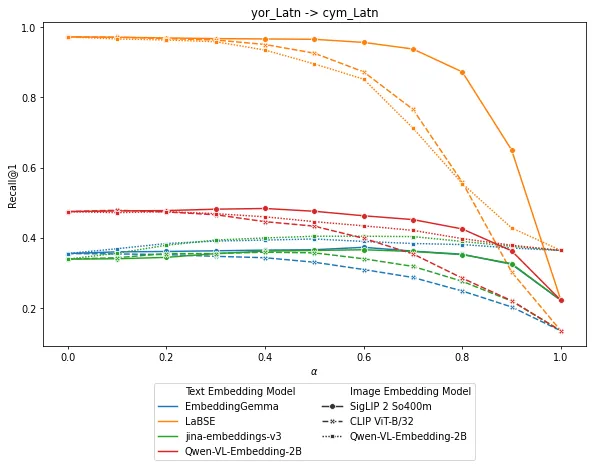 yor_Latn -> cym_Latn
Recall@1
1.0
0.8
0.6
0.4
0.2
0.0 0.2 0.4 0.6 0.8 1.0
α
Text Embedding Model
EmbeddingGemma
LaBSE
jina-embeddings-v3
Qwen-VL-Embedding-2B
Image Embedding Model
SigLIP 2 So400m
CLIP ViT-B/32
Qwen-VL-Embedding-2B